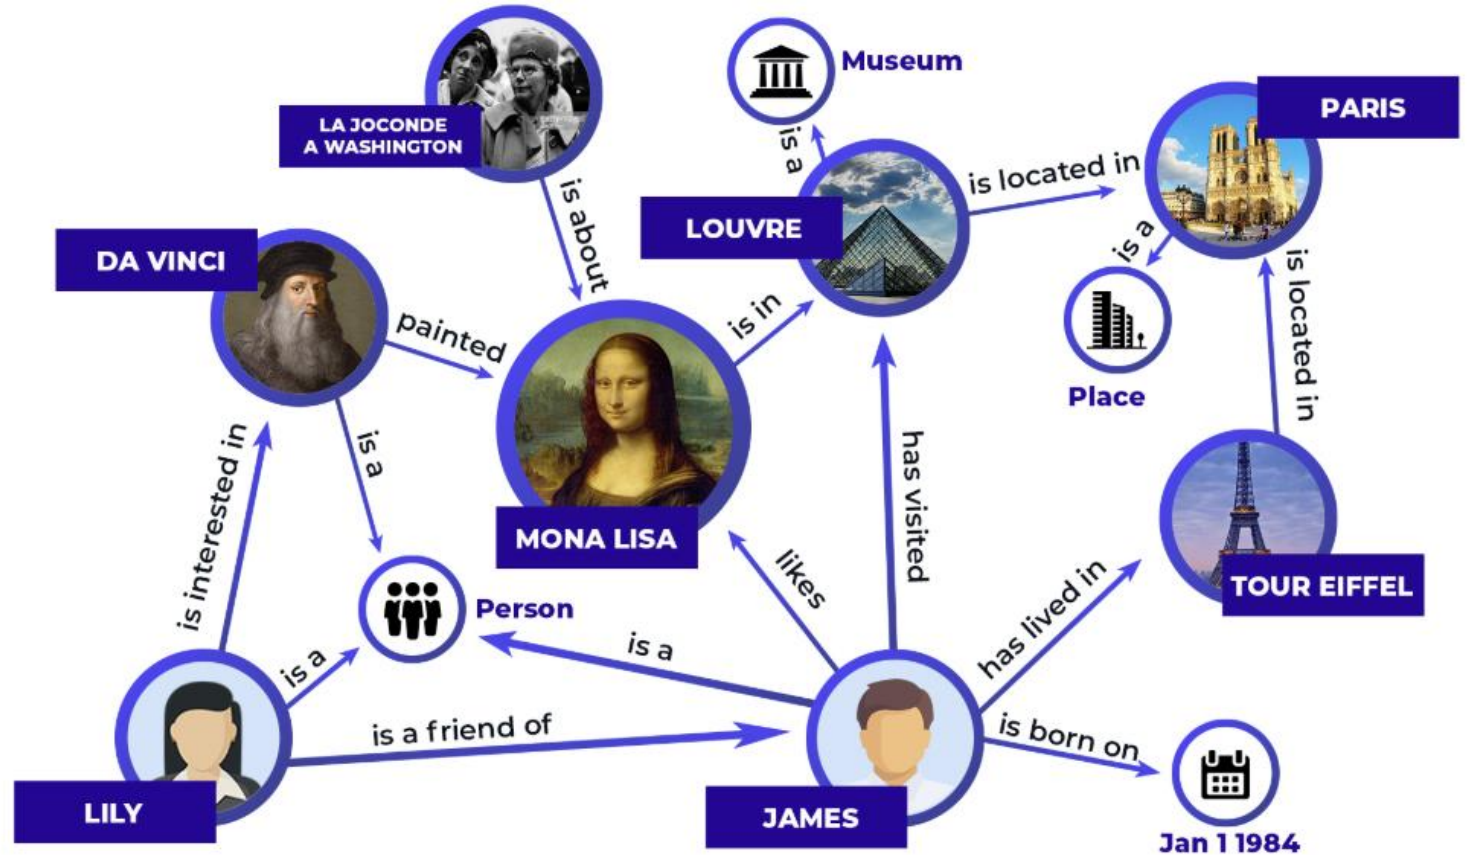 LA JOCONDE
A WASHINGTON
Museum
PARIS
is a
is located in
is about
LOUVRE
is a
DA VINCI
is located in
painted
is in
Place
is a
is interested in
has visited
MONA LISA
likes
TOUR EIFFEL
Person
has lived in
is a
is a
is a friend of
is born on
LILY
JAMES
Jan 1 1984